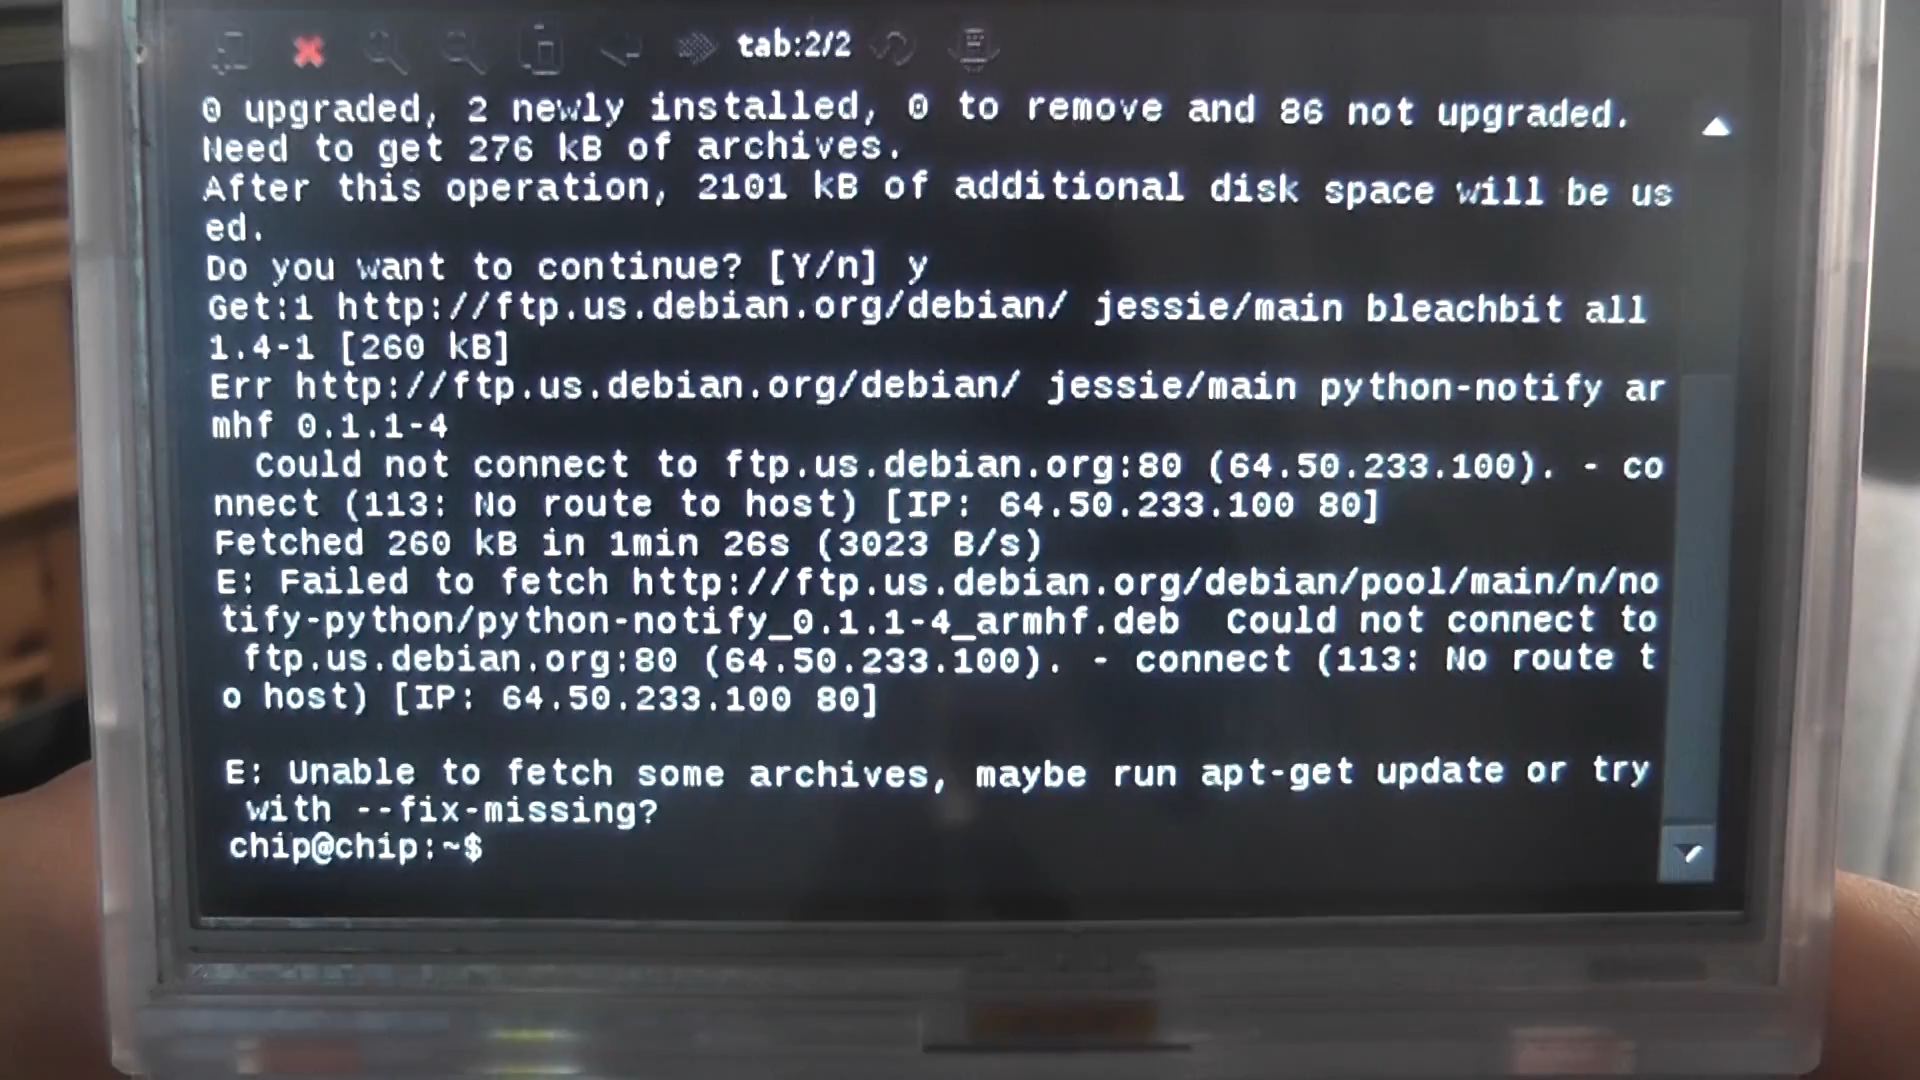 tab:2/2
0 upgraded, 2 newly installed, 0 to remove and 86 not upgraded.
Need to get 276 kB of archives.
After this operation, 2101 kB of additional disk space will be us
ed.
Do you want to continue? [Y/n] y
Get:1 http://ftp.us.debian.org/debian/ jessie/main bleachbit all
1.4-1 [260 kB]
Err http://ftp.us.debian.org/debian/ jessie/main python-notify ar
mhf 0.1.1-4
  Could not connect to ftp.us.debian.org:80 (64.50.233.100). - co
nnect (113: No route to host) [IP: 64.50.233.100 80]
Fetched 260 kB in 1min 26s (3023 B/s)
E: Failed to fetch http://ftp.us.debian.org/debian/pool/main/n/no
tify-python/python-notify_0.1.1-4_armhf.deb  Could not connect to
 ftp.us.debian.org:80 (64.50.233.100). - connect (113: No route t
o host) [IP: 64.50.233.100 80]
E: Unable to fetch some archives, maybe run apt-get update or try
 with --fix-missing?
chip@chip:~$